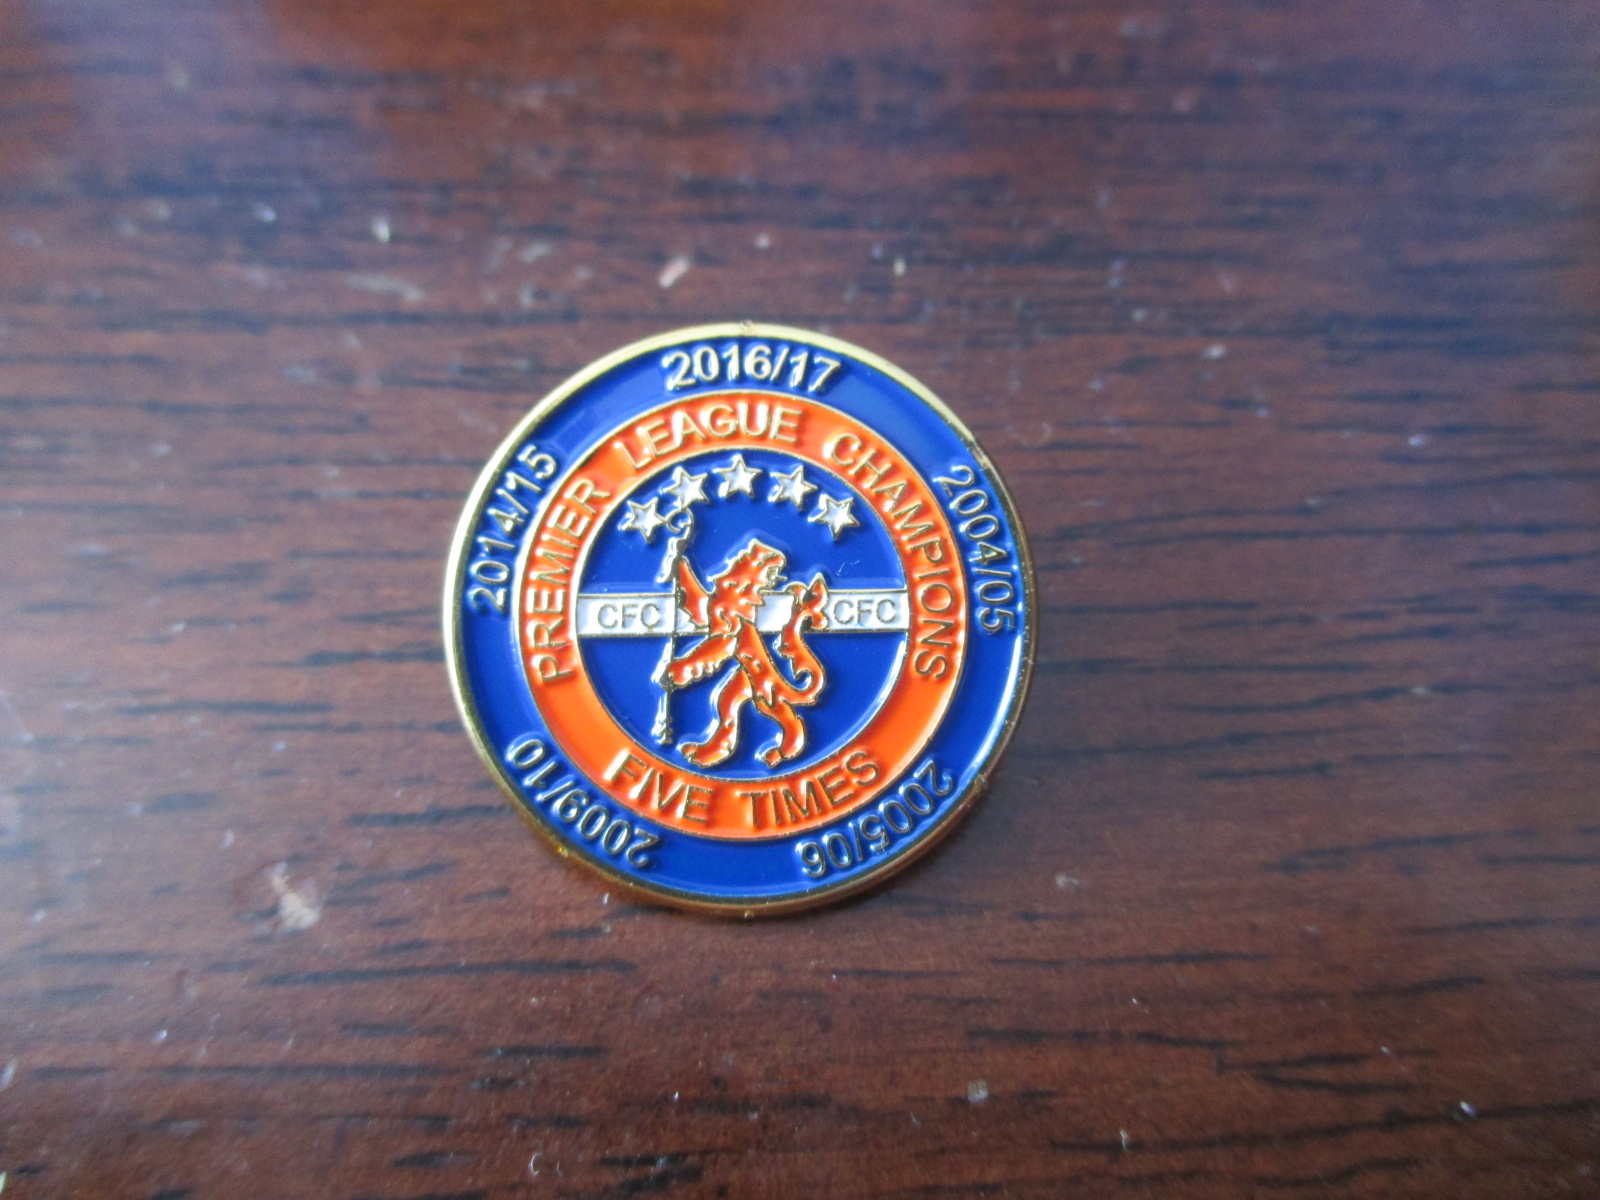 2016/17
2004/05
2005/06
2009/10
2014/15
PREMIER LEAGUE CHAMPIONS
FIVE TIMES
CFC CFC